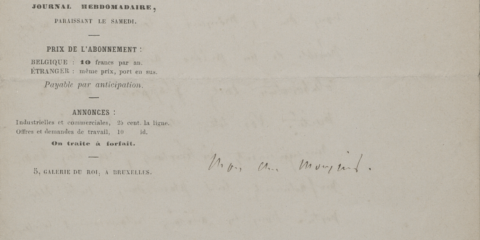 JOURNAL HEBDOMADAIRE,
PARAISSANT LE SAMEDI.
PRIX DE L'ABONNEMENT :
BELGIQUE : 10 francs par an.
ÉTRANGER : même prix, port en sus.
Payable par anticipation.
ANNONCES :
Industrielles et commerciales, 25 cent. la ligne.
Offres et demandes de travail, 10 id.
On traite à forfait.
5, GALERIE DU ROI, A BRUXELLES.
Mon cher